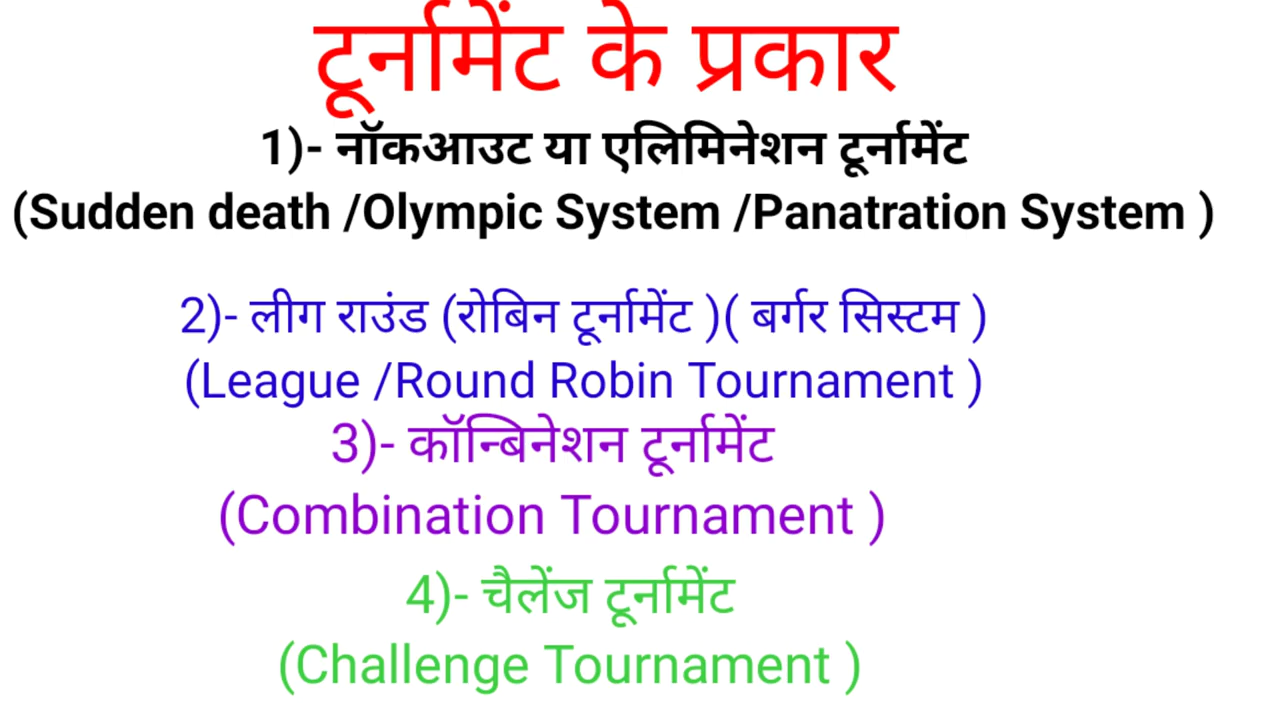 टूर्नामेंट के प्रकार
1)- नॉकआउट या एलिमिनेशन टूर्नामेंट
(Sudden death /Olympic System /Panatration System )
2)- लीग राउंड (रोबिन टूर्नामेंट )( बर्गर सिस्टम )
(League /Round Robin Tournament )
3)- कॉन्बिनेशन टूर्नामेंट
(Combination Tournament )
4)- चैलेंज टूर्नामेंट
(Challenge Tournament )